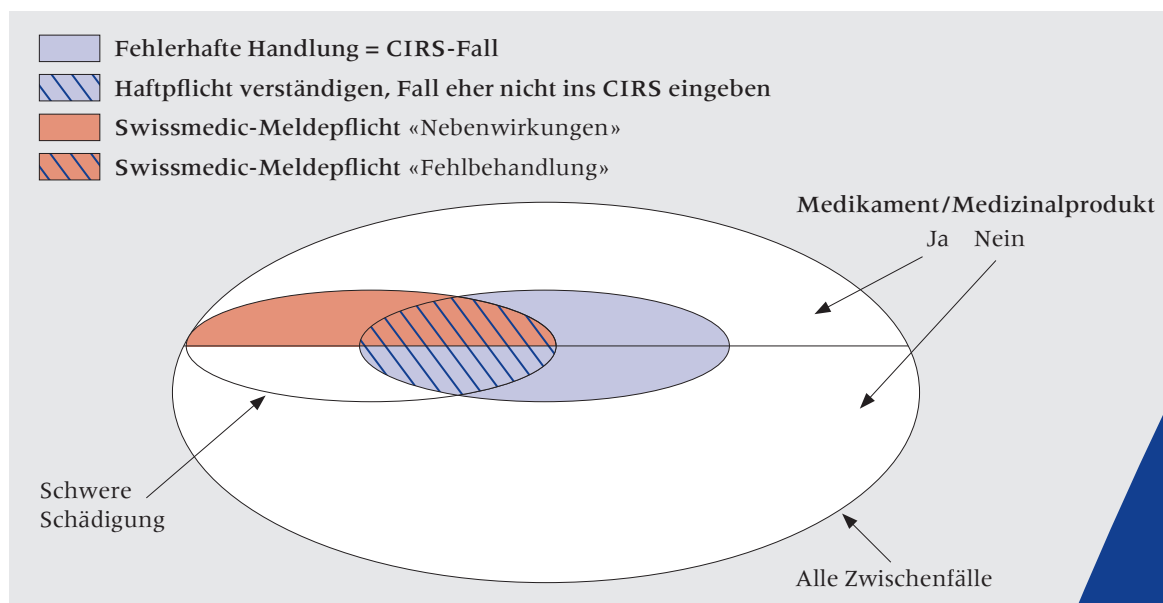 Fehlerhafte Handlung = CIRS-Fall
Haftpflicht verständigen, Fall eher nicht ins CIRS eingeben
Swissmedic-Meldepflicht «Nebenwirkungen»
Swissmedic-Meldepflicht «Fehlbehandlung»
Medikament/Medizinalprodukt
Ja Nein
Schwere
Schädigung
Alle Zwischenfälle